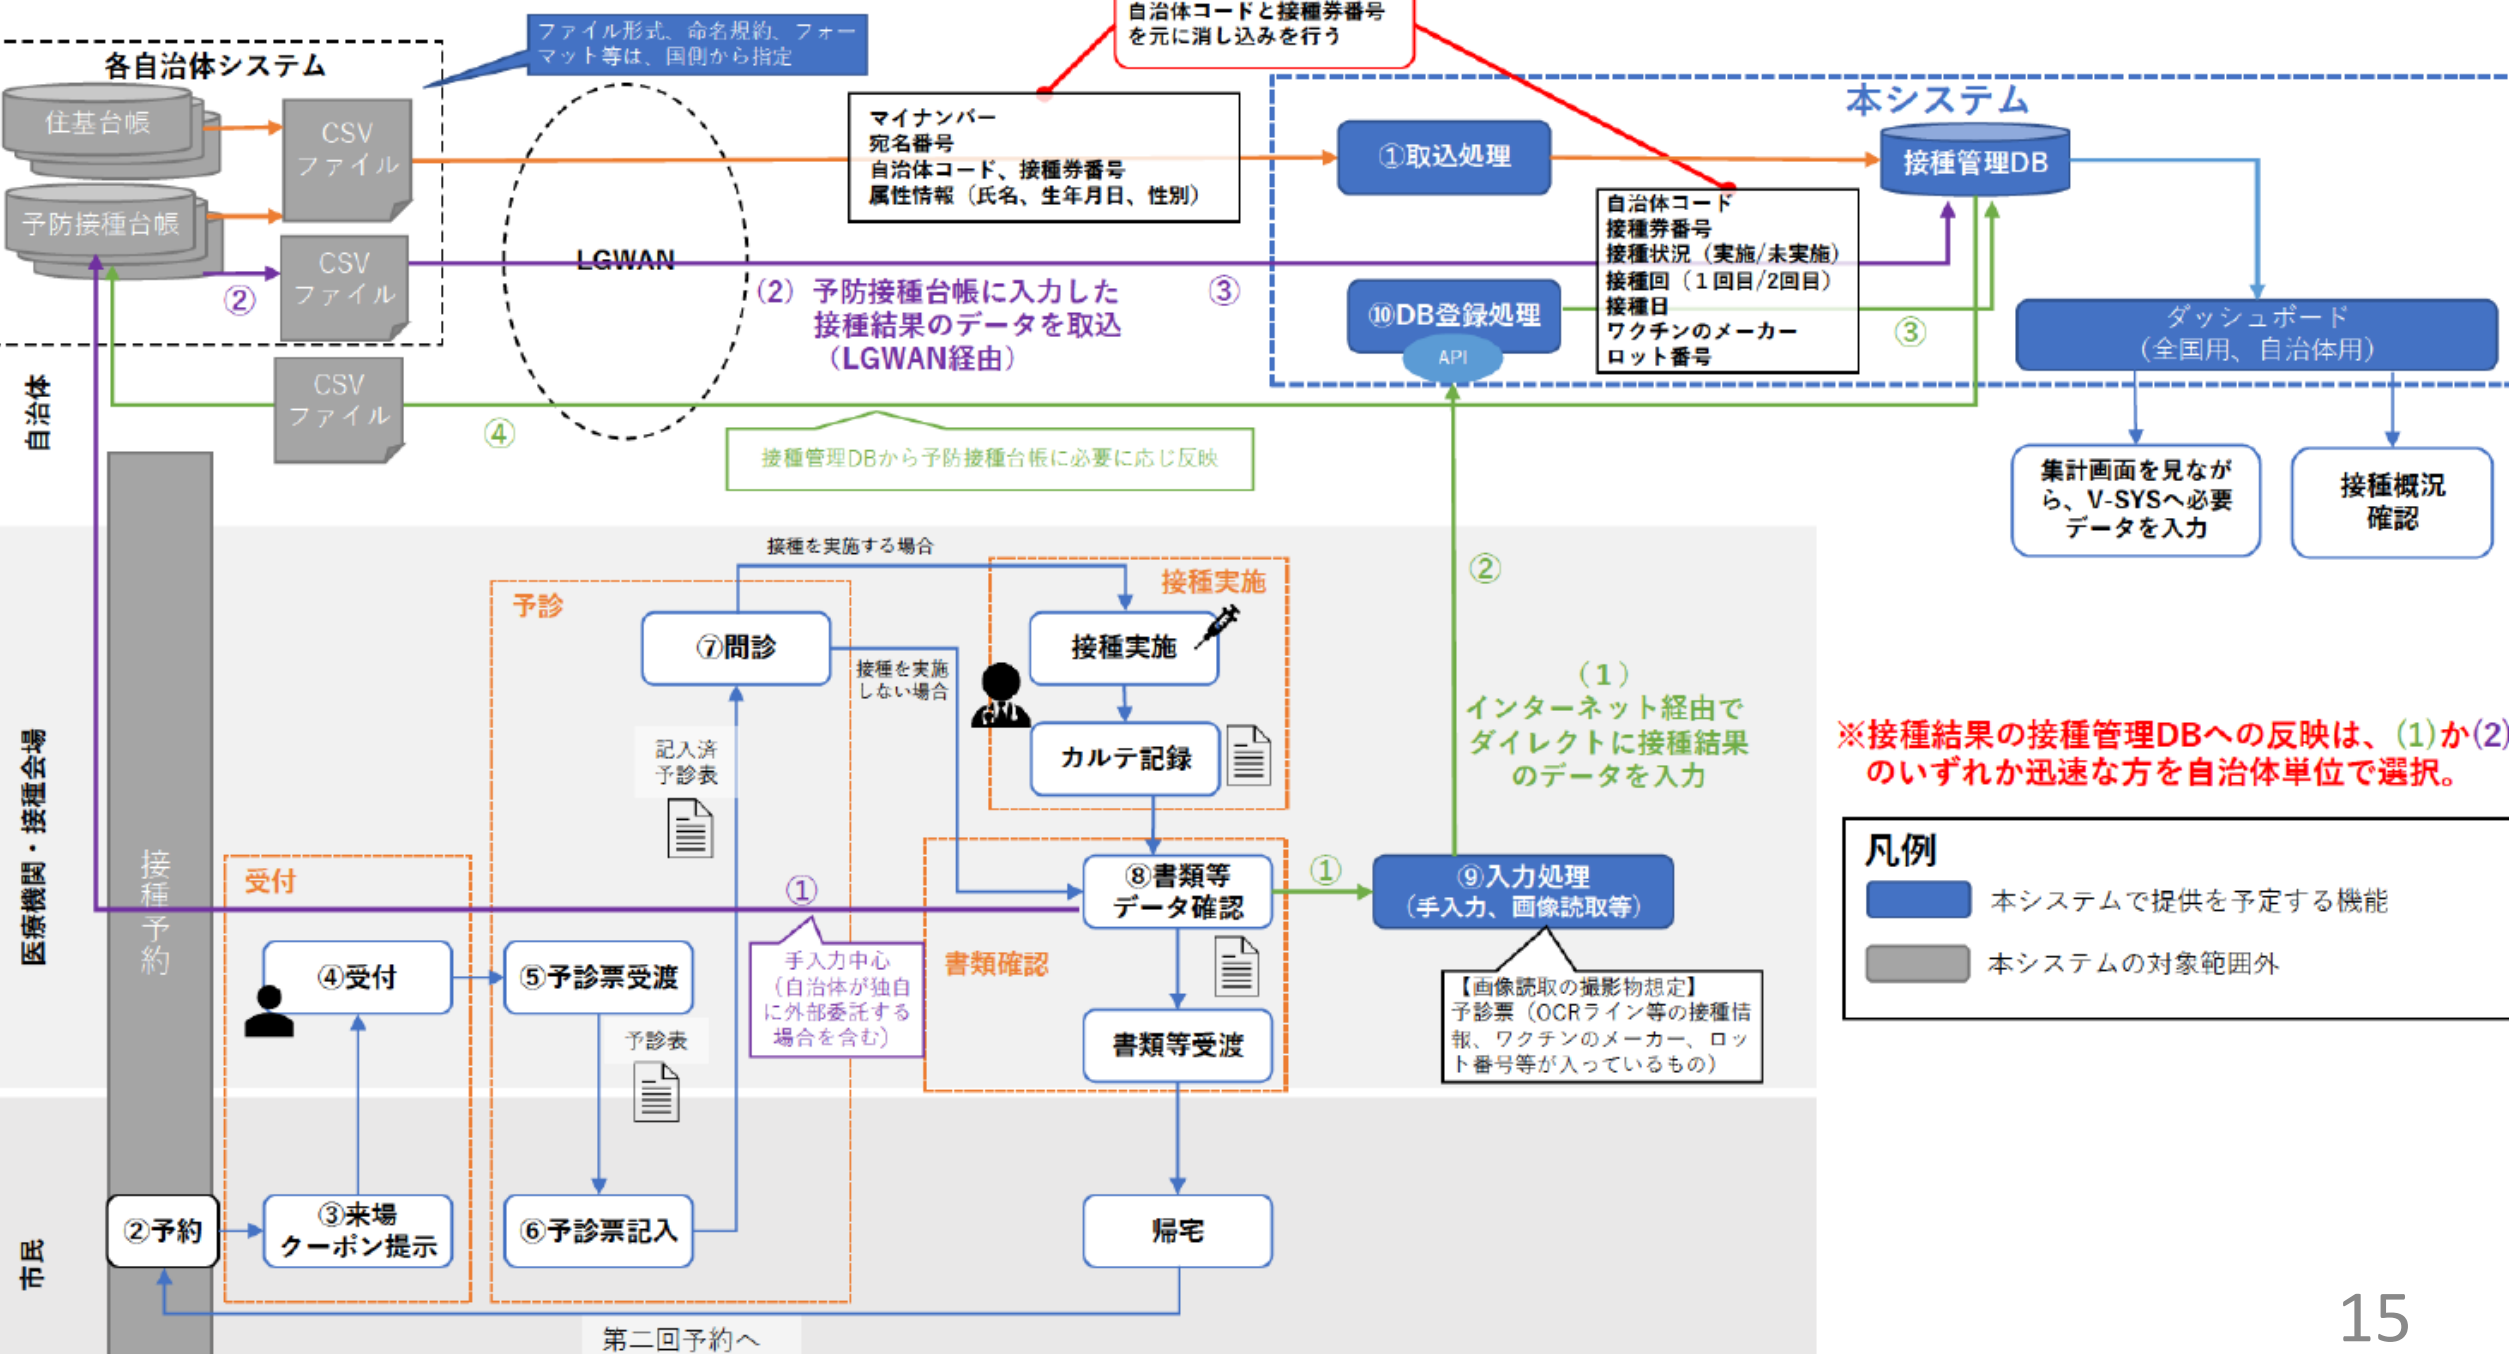 自治体コードと接種券番号
を元に消し込みを行う
ファイル形式、命名規約、フォー
マット等は、国側から指定
各自治体システム
住基台帳
予防接種台帳
CSV
ファイル
CSV
ファイル
②
CSV
ファイル
LGWAN
マイナンバー
宛名番号
自治体コード、接種券番号
属性情報（氏名、生年月日、性別）
本システム
①取込処理
接種管理DB
自治体コード
接種券番号
接種状況（実施/未実施）
接種回（１回目/2回目）
接種日
ワクチンのメーカー
ロット番号
(2) 予防接種台帳に入力した
接種結果のデータを取込
（LGWAN経由）
③
⑩DB登録処理
API
③
ダッシュボード
（全国用、自治体用）
自治体
④
接種管理DBから予防接種台帳に必要に応じ反映
集計画面を見なが
ら、V-SYSへ必要
データを入力
接種概況
確認
医療機関・接種会場
接種予約
接種を実施する場合
予診
⑦問診
接種を実施
しない場合
接種実施
接種実施
カルテ記録
②
（１）
インターネット経由で
ダイレクトに接種結果
のデータを入力
※接種結果の接種管理DBへの反映は、(1)か(2)
のいずれか迅速な方を自治体単位で選択。
記入済
予診表
受付
①
⑧書類等
データ確認
①
⑨入力処理
（手入力、画像読取等）
凡例
本システムで提供を予定する機能
本システムの対象範囲外
④受付
⑤予診票受渡
手入力中心
（自治体が独自
に外部委託する
場合を含む）
書類確認
【画像読取の撮影物想定】
予診票（OCRライン等の接種情
報、ワクチンのメーカー、ロッ
ト番号等が入っているもの）
予診表
書類等受渡
市民
②予約
③来場
クーポン提示
⑥予診票記入
帰宅
第二回予約へ
15